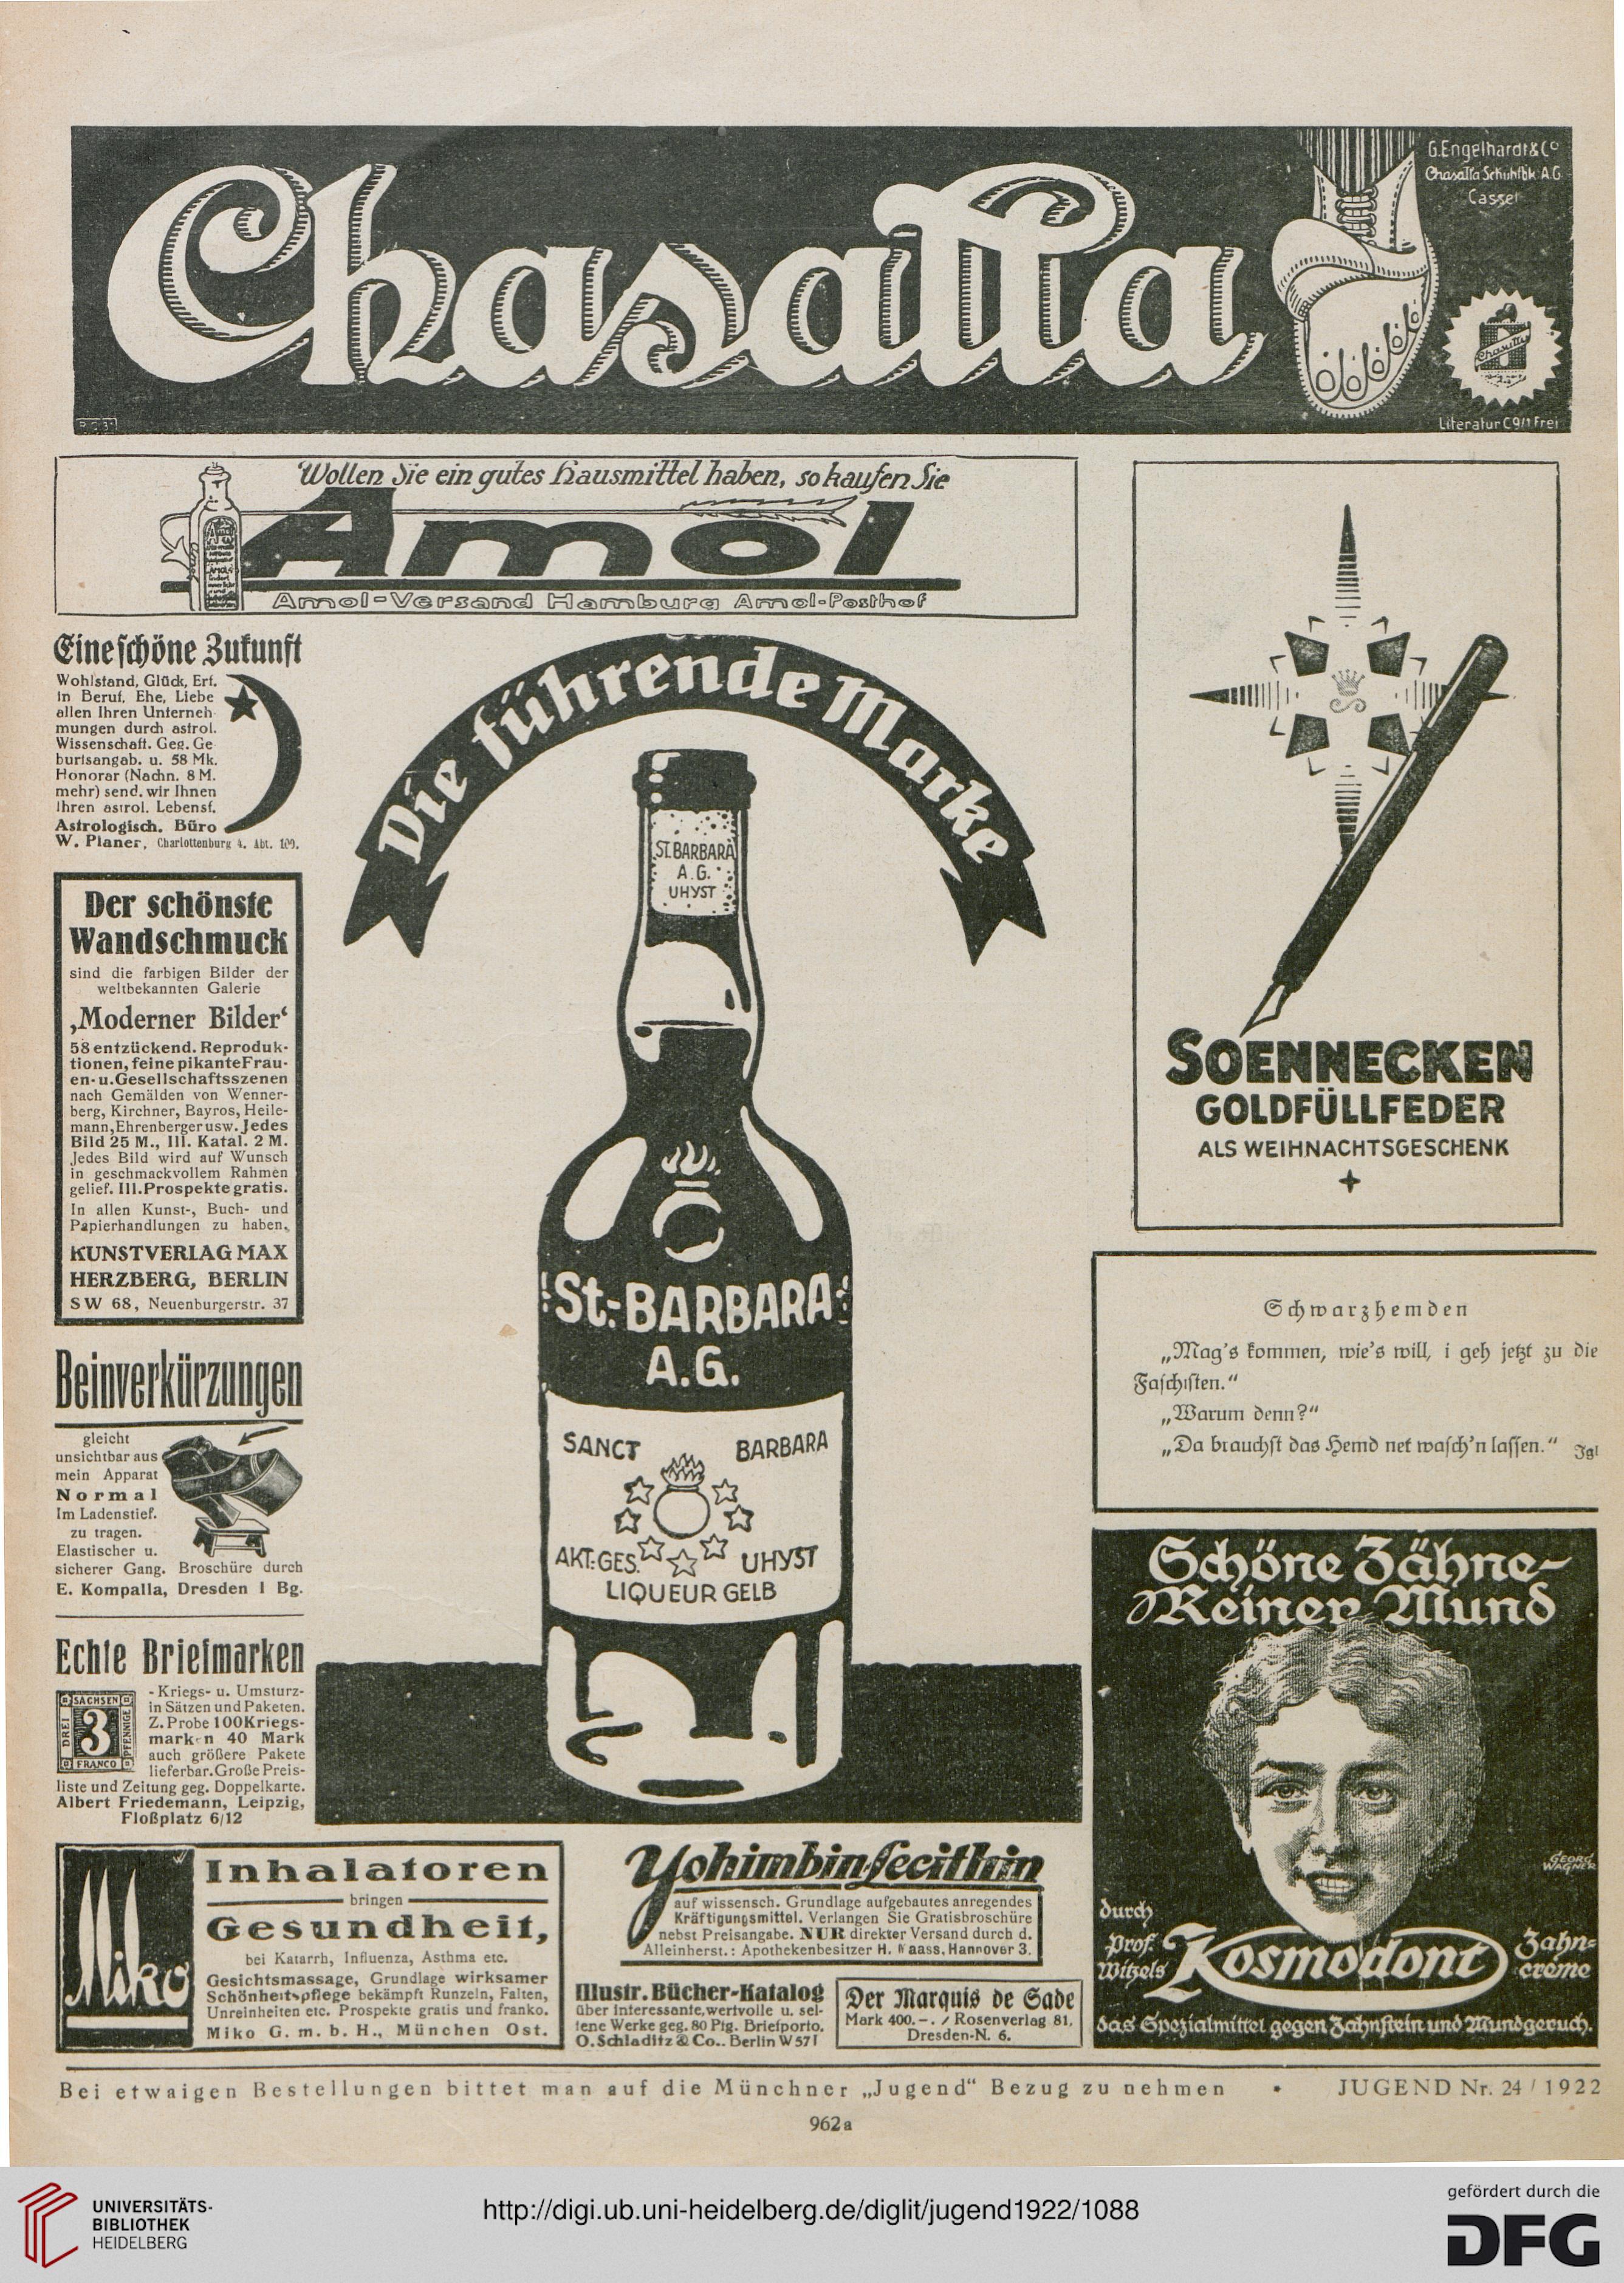 G.Engelhardt&Co
Chasalla Schuhfbk A.G.
Cassel
Chasalla
Chasalla
Literatur C9/1 frei
Wollen Sie ein gutes Hausmittel haben, so kaufen Sie
Amol
Amol-Versand Hamburg Amol-Posthof
Eine schöne Zukunft
Wohlstand, Glück, Erf.
in Beruf, Ehe, Liebe
allen Ihren Unterneh
mungen durch astrol.
Wissenschaft. Geg. Ge
burtsangab. u. 58 Mk.
Honorar (Nachn. 8 M.
mehr) send. wir Ihnen
Ihren astrol. Lebensf.
Astrologisch. Büro
W. Planer, Charlottenburg 4. Abt. 109.
Der schönste
Wandschmuck
sind die farbigen Bilder der
weltbekannten Galerie
‚Moderner Bilder‘
58 entzückend. Reproduk-
tionen, feine pikante Frau-
en- u. Gesellschaftsszenen
nach Gemälden von Wenner-
berg, Kirchner, Bayros, Heile-
mann, Ehrenberger usw. Jedes
Bild 25 M., Ill. Katal. 2 M.
Jedes Bild wird auf Wunsch
in geschmackvollem Rahmen
gelief. Ill. Prospekte gratis.
In allen Kunst-, Buch- und
Papierhandlungen zu haben.
KUNSTVERLAG MAX
HERZBERG, BERLIN
SW 68, Neuenburgerstr. 37
Beinverkürzungen
gleicht
unsichtbar aus
mein Apparat
Normal
Im Ladenstief.
zu tragen.
Elastischer u.
sicherer Gang. Broschüre durch
E. Kompalla, Dresden I Bg.
Echte Briefmarken
SACHSEN
DREI
3
PFENNIGE
FRANCO
- Kriegs- u. Umsturz-
in Sätzen und Paketen.
Z. Probe 100 Kriegs-
marken 40 Mark
auch größere Pakete
lieferbar. Große Preis-
liste und Zeitung geg. Doppelkarte.
Albert Friedemann, Leipzig,
Floßplatz 6/12
Die führende Marke
ST. BARBARA
A.G.
UHYST
St.-BARBARA
A.G.
SANCT BARBARA
AKT.-GES. UHYST
LIQUEUR GELB
SOENNECKEN
GOLDFÜLLFEDER
ALS WEIHNACHTSGESCHENK
Schwarzhemden
„Mag's kommen, wie's will, i geh jetzt zu die
Faschisten.“
„Warum denn?“
„Da brauchst das Hemd net wasch'n lassen.“ Igl
Schöne Zähne-
Reinen Mund
GEORG
WAGNER
durch
Prof.
Witzels
Kosmodont
Zahn-
creme
das Spezialmittel gegen Zahnstein und Mundgeruch.
Miko
Inhalatoren
bringen
Gesundheit,
bei Katarrh, Influenza, Asthma etc.
Gesichtsmassage, Grundlage wirksamer
Schönheitspflege bekämpft Runzeln, Falten,
Unreinheiten etc. Prospekte gratis und franko.
Miko G. m. b. H., München Ost.
Yohimbin-Lecithin
auf wissensch. Grundlage aufgebautes anregendes
Kräftigungsmittel. Verlangen Sie Gratisbroschüre
nebst Preisangabe. NUR direkter Versand durch d.
Alleinherst.: Apothekenbesitzer H. Maass, Hannover 3.
Illustr. Bücher-Katalog
über interessante, wertvolle u. sel-
tene Werke geg. 80 Pfg. Briefporto.
O. Schladitz & Co.. Berlin W 57 I
Der Marquis de Sade
Mark 400.–. / Rosenverlag 81.
Dresden-N. 6.
Bei etwaigen Bestellungen bittet man auf die Münchner „Jugend“ Bezug zu nehmen • JUGEND Nr. 24 / 1922
962 a
UNIVERSITÄTS-
BIBLIOTHEK
HEIDELBERG
http://digi.ub.uni-heidelberg.de/diglit/jugend1922/1088
gefördert durch die
DFG